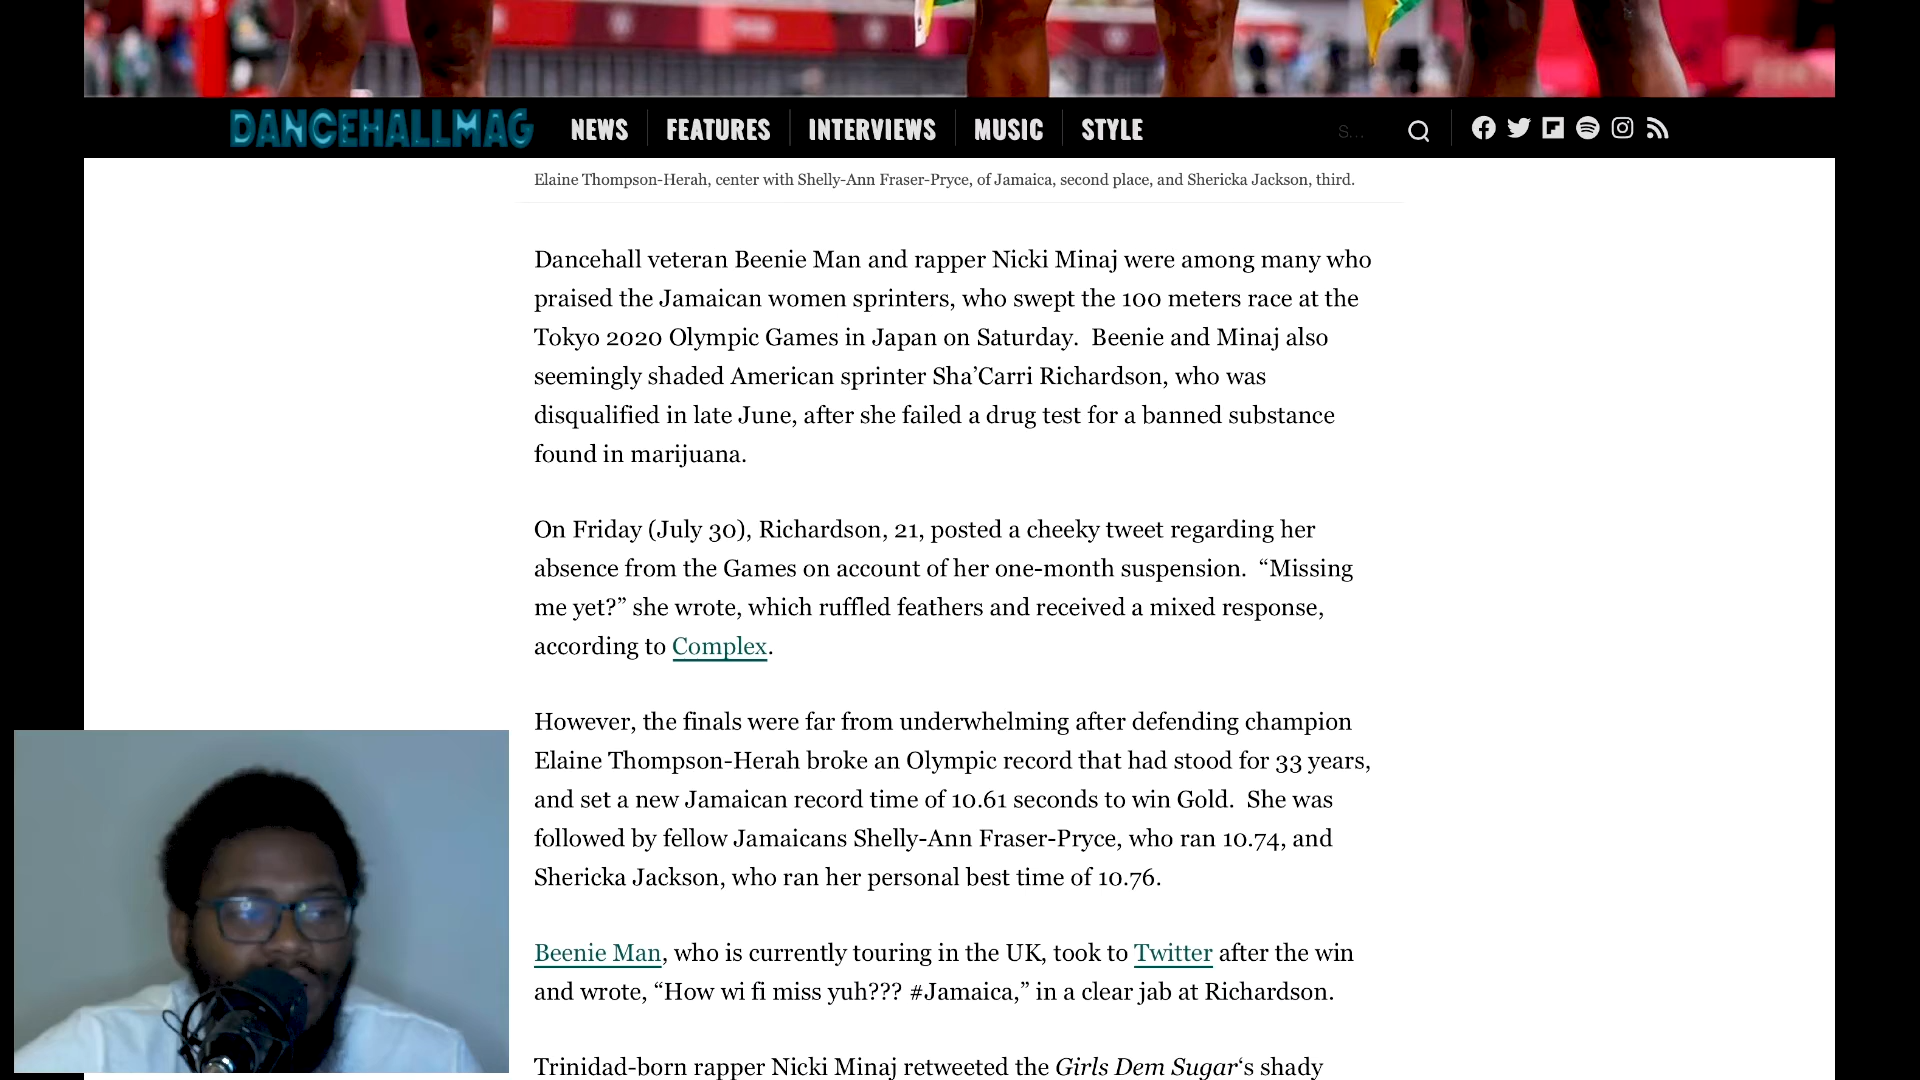 DANCEHALLMAG
NEWS
FEATURES
INTERVIEWS
MUSIC
STYLE
S...
Elaine Thompson-Herah, center with Shelly-Ann Fraser-Pryce, of Jamaica, second place, and Shericka Jackson, third.
Dancehall veteran Beenie Man and rapper Nicki Minaj were among many who
praised the Jamaican women sprinters, who swept the 100 meters race at the
Tokyo 2020 Olympic Games in Japan on Saturday.  Beenie and Minaj also
seemingly shaded American sprinter Sha’Carri Richardson, who was
disqualified in late June, after she failed a drug test for a banned substance
found in marijuana.
On Friday (July 30), Richardson, 21, posted a cheeky tweet regarding her
absence from the Games on account of her one-month suspension.  “Missing
me yet?” she wrote, which ruffled feathers and received a mixed response,
according to Complex.
However, the finals were far from underwhelming after defending champion
Elaine Thompson-Herah broke an Olympic record that had stood for 33 years,
and set a new Jamaican record time of 10.61 seconds to win Gold.  She was
followed by fellow Jamaicans Shelly-Ann Fraser-Pryce, who ran 10.74, and
Shericka Jackson, who ran her personal best time of 10.76.
Beenie Man, who is currently touring in the UK, took to Twitter after the win
and wrote, “How wi fi miss yuh??? #Jamaica,” in a clear jab at Richardson.
Trinidad-born rapper Nicki Minaj retweeted the Girls Dem Sugar‘s shady